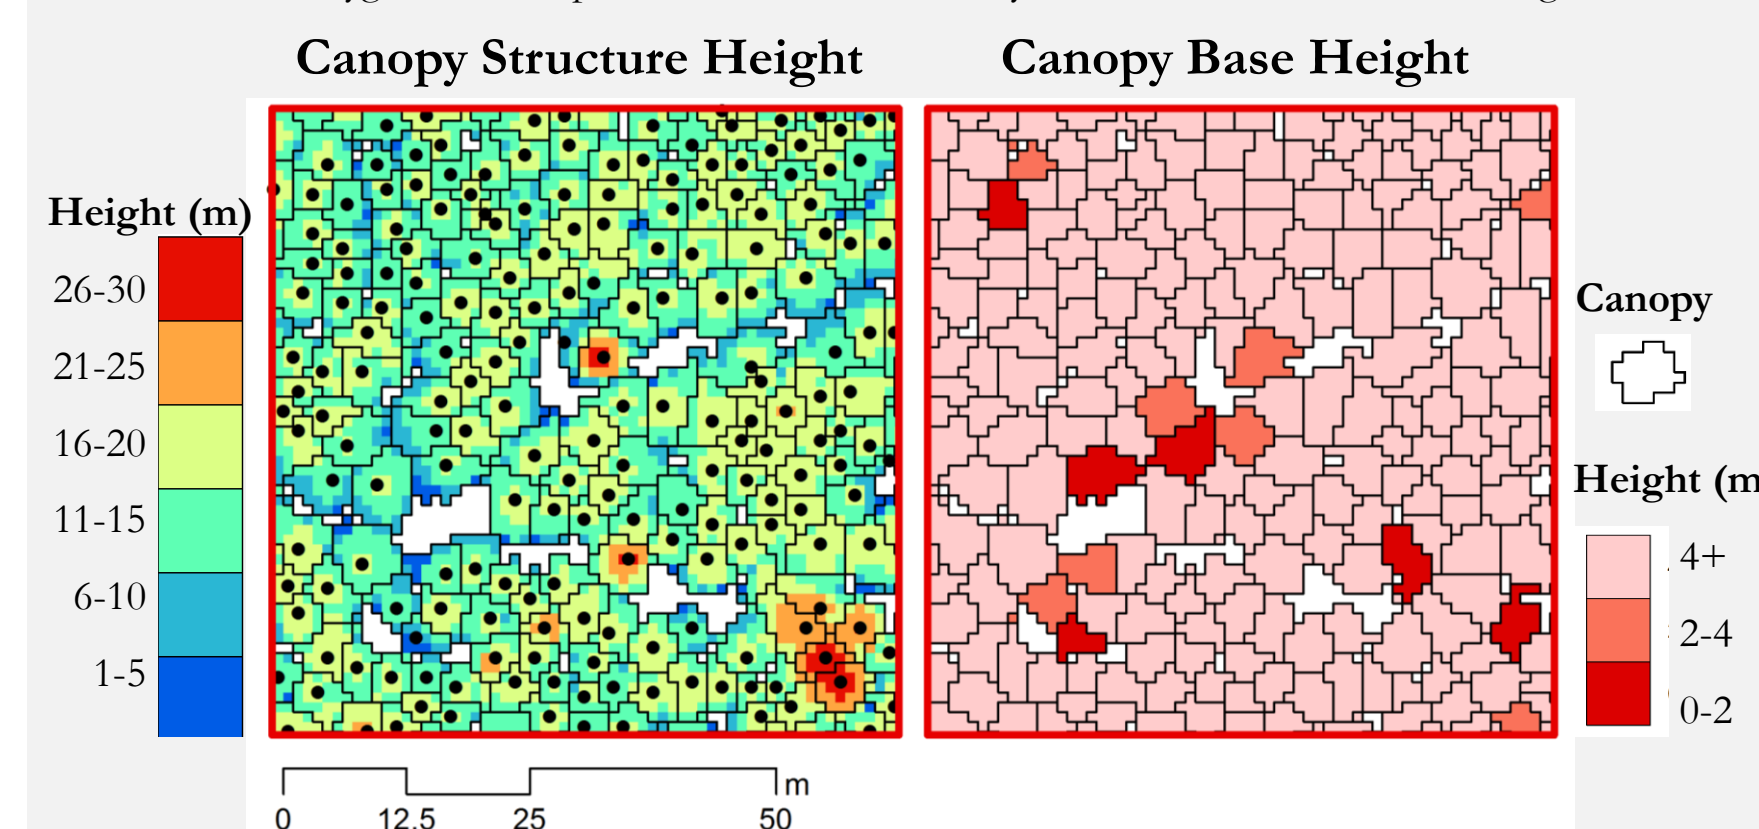 Canopy Structure Height
Canopy Base Height
Height (m)
26-30
21-25
16-20
11-15
6-10
1-5
Canopy
Height (m
4+
2-4
0-2
m
0 12.5 25 50